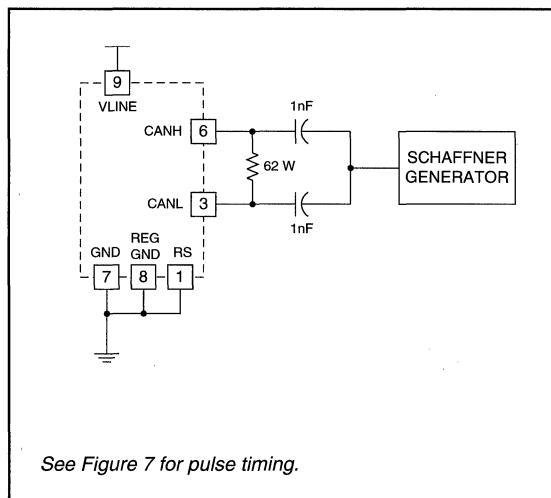 9
VLINE
1nF
CANH 6
62 W
SCHAFFNER
GENERATOR
CANL 3
1nF
GND REG GND RS
7 8 1
See Figure 7 for pulse timing.